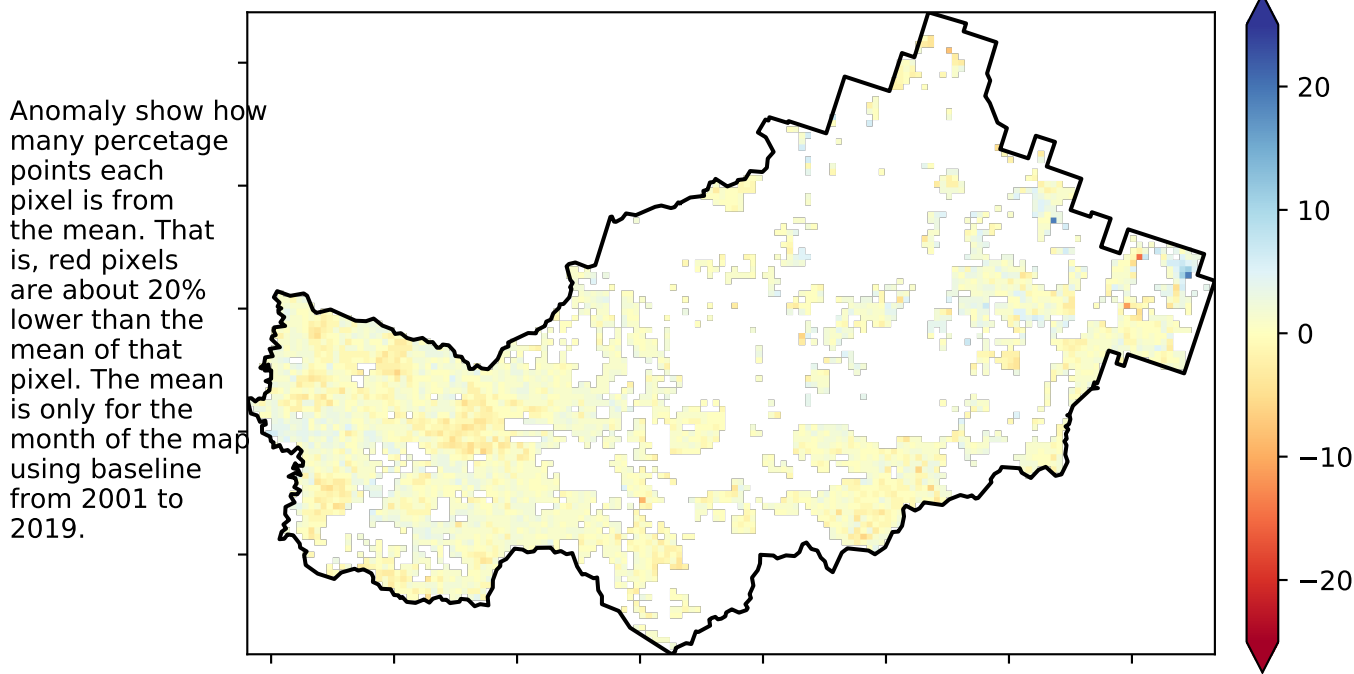 Anomaly show how
many percetage
points each
pixel is from
the mean. That
is, red pixels
are about 20%
lower than the
mean of that
pixel. The mean
is only for the
month of the map
using baseline
from 2001 to
2019.
20
10
0
−10
−20